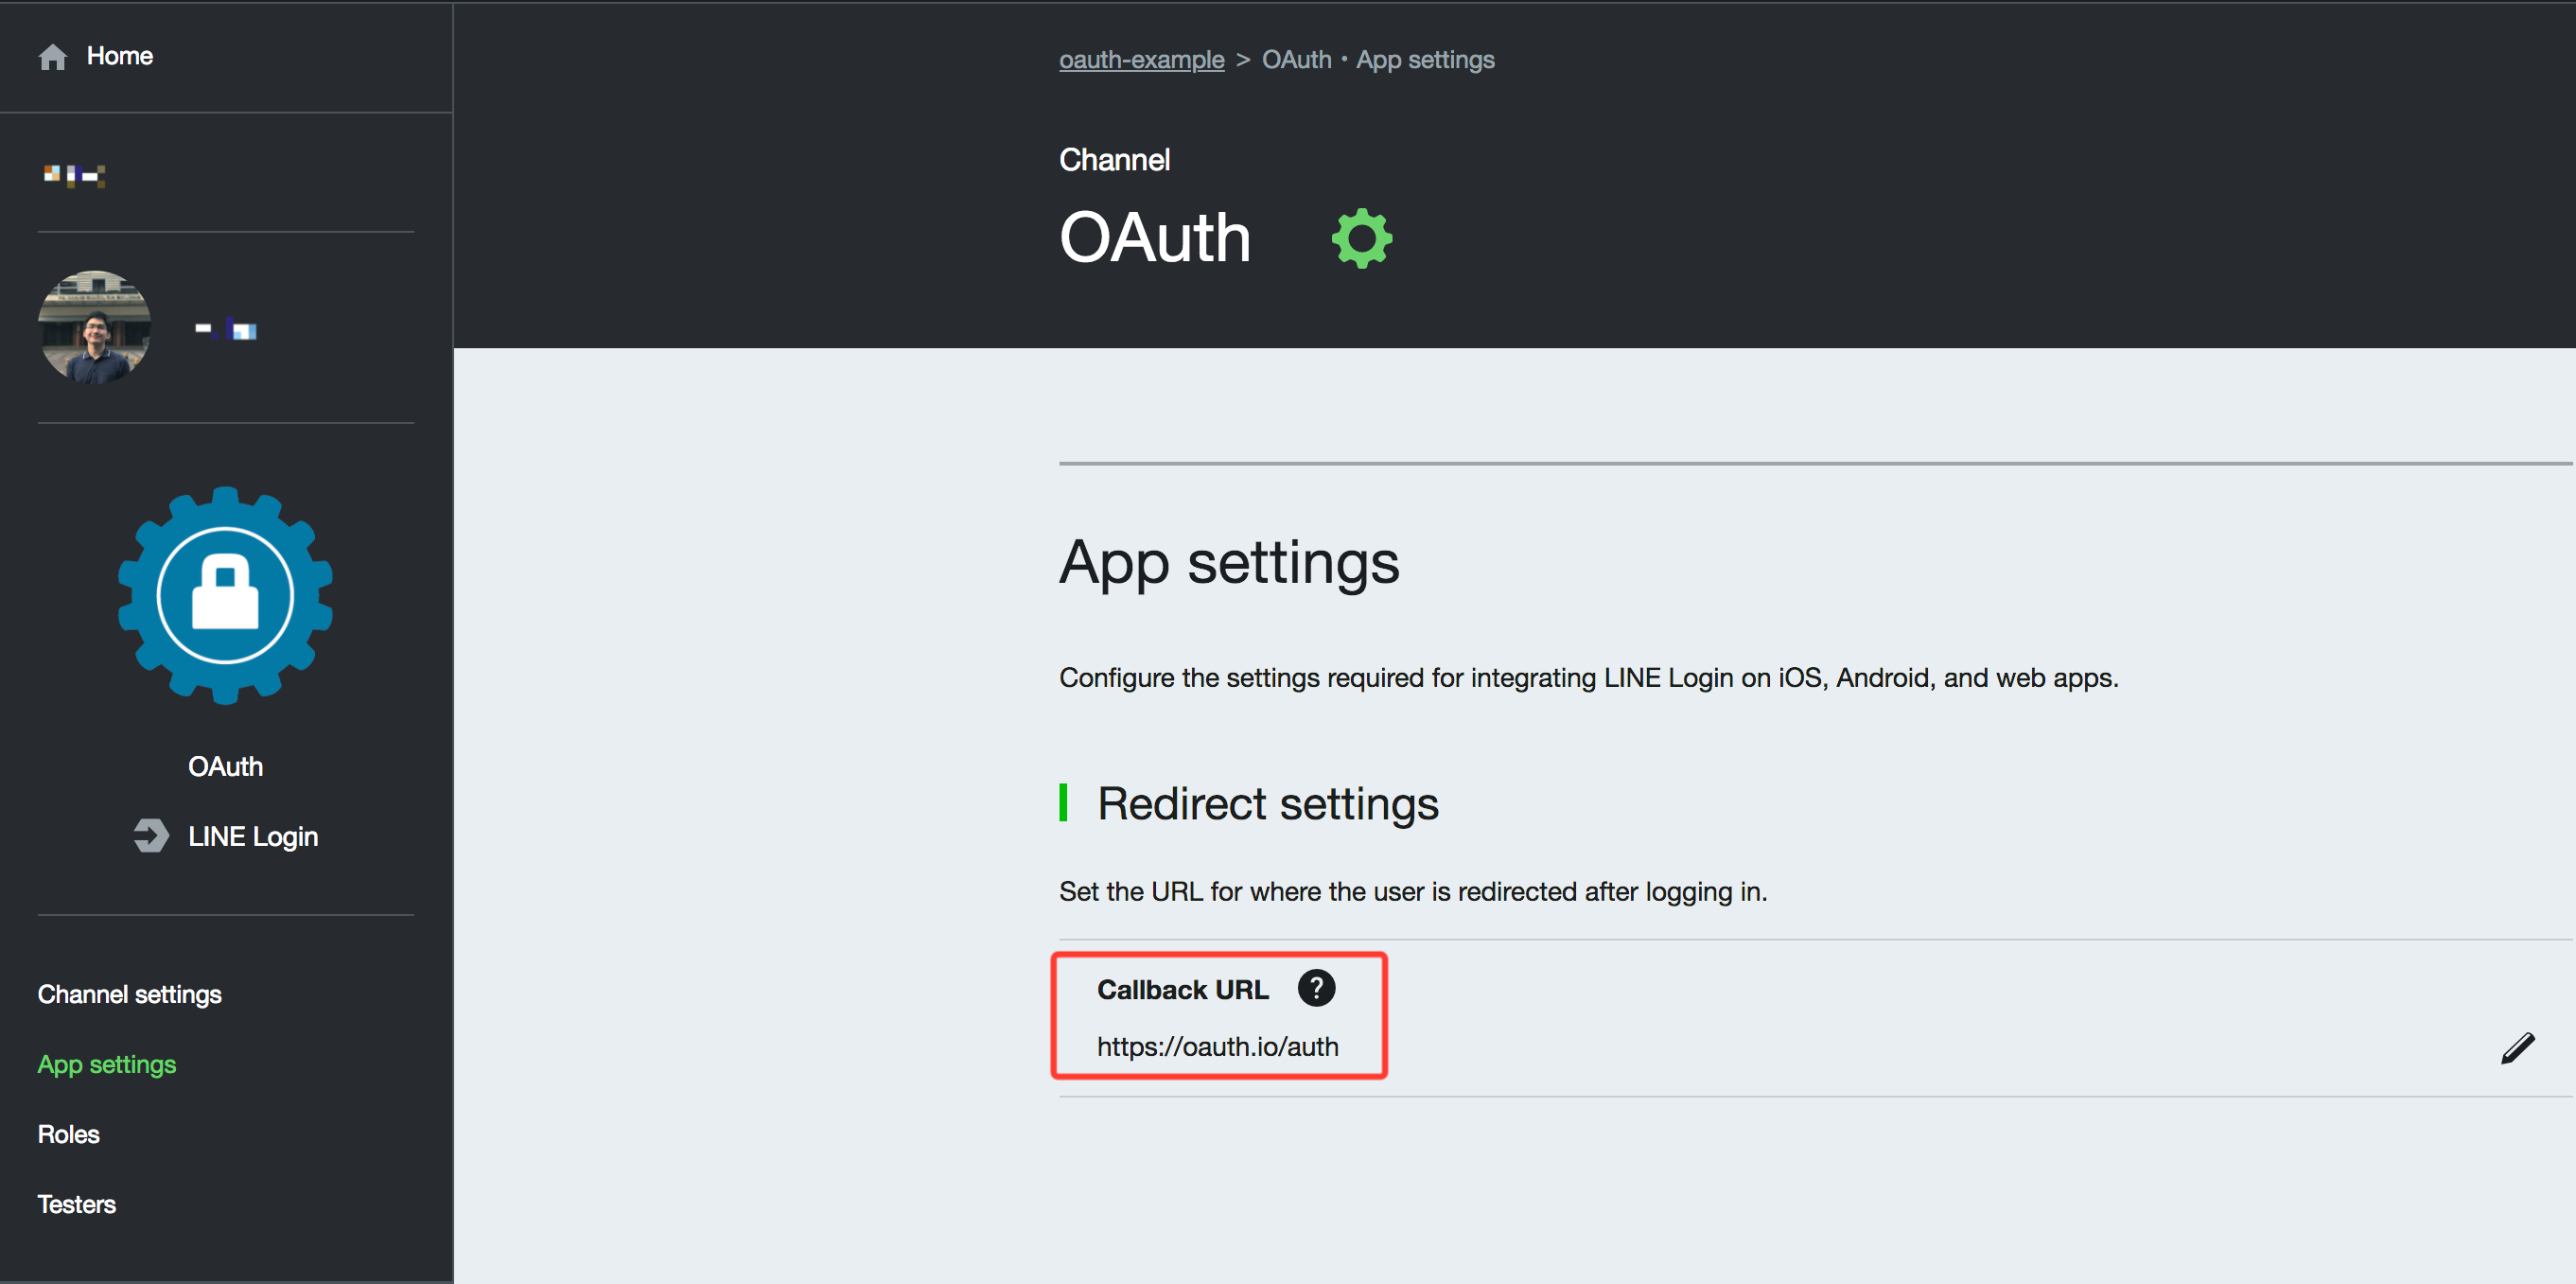 Home
OAuth
LINE Login
Channel settings
App settings
Roles
Testers
oauth-example > OAuth • App settings
Channel
OAuth
App settings
Configure the settings required for integrating LINE Login on iOS, Android, and web apps.
Redirect settings
Set the URL for where the user is redirected after logging in.
Callback URL ?
https://oauth.io/auth